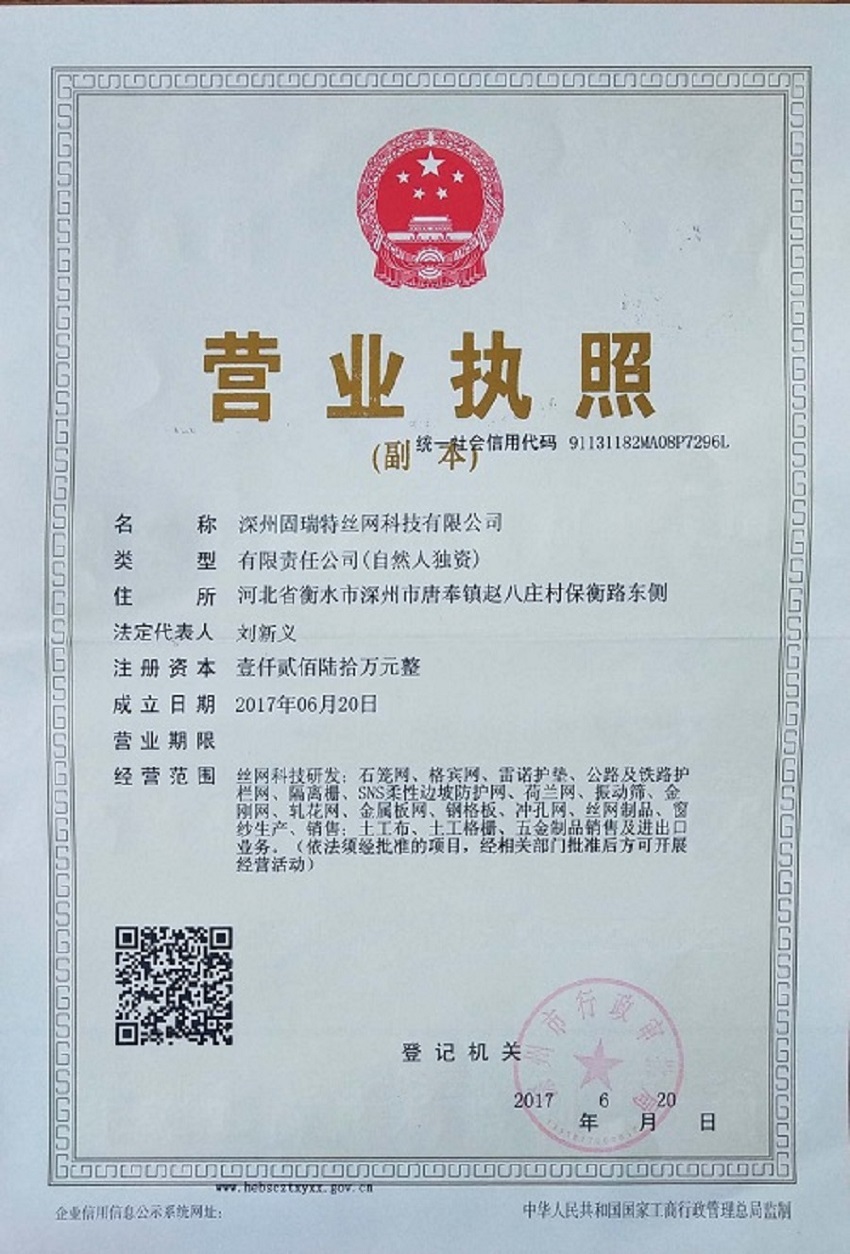 营业执照
(副 本)
统一社会信用代码 91131182MA08P7296L
名 称 深州固瑞特丝网科技有限公司
类 型 有限责任公司(自然人独资)
住 所 河北省衡水市深州市唐奉镇赵八庄村保衡路东侧
法定代表人 刘新义
注册资本 壹仟贰佰陆拾万元整
成立日期 2017年06月20日
营业期限
经营范围 丝网科技研发；石笼网、格宾网、雷诺护垫、公路及铁路护
栏网、隔离栅、SNS柔性边坡防护网、荷兰网、振动筛、金
刚网、轧花网、金属板网、钢格板、冲孔网、丝网制品、窗
纱生产、销售；土工布、土工格栅、五金制品销售及进出口
业务。（依法须经批准的项目，经相关部门批准后方可开展
经营活动）
登记机关
州市行政审 局
2017 6 20
年 月 日
www.hebscztxyxx.gov.cn
企业信用信息公示系统网址：
中华人民共和国国家工商行政管理总局监制